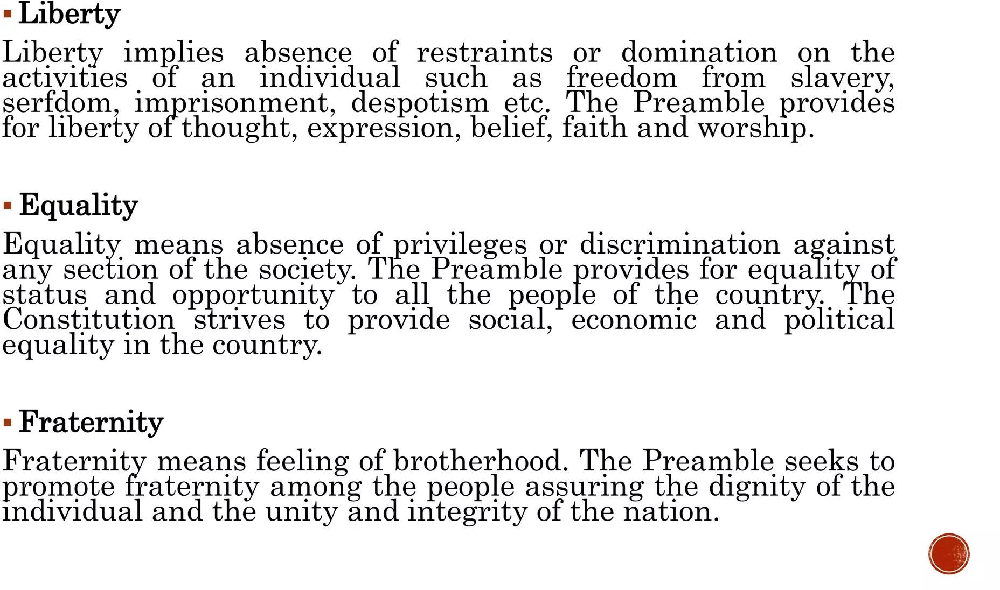 ▪ Liberty
Liberty implies absence of restraints or domination on the
activities of an individual such as freedom from slavery,
serfdom, imprisonment, despotism etc. The Preamble provides
for liberty of thought, expression, belief, faith and worship.
▪ Equality
Equality means absence of privileges or discrimination against
any section of the society. The Preamble provides for equality of
status and opportunity to all the people of the country. The
Constitution strives to provide social, economic and political
equality in the country.
▪ Fraternity
Fraternity means feeling of brotherhood. The Preamble seeks to
promote fraternity among the people assuring the dignity of the
individual and the unity and integrity of the nation.